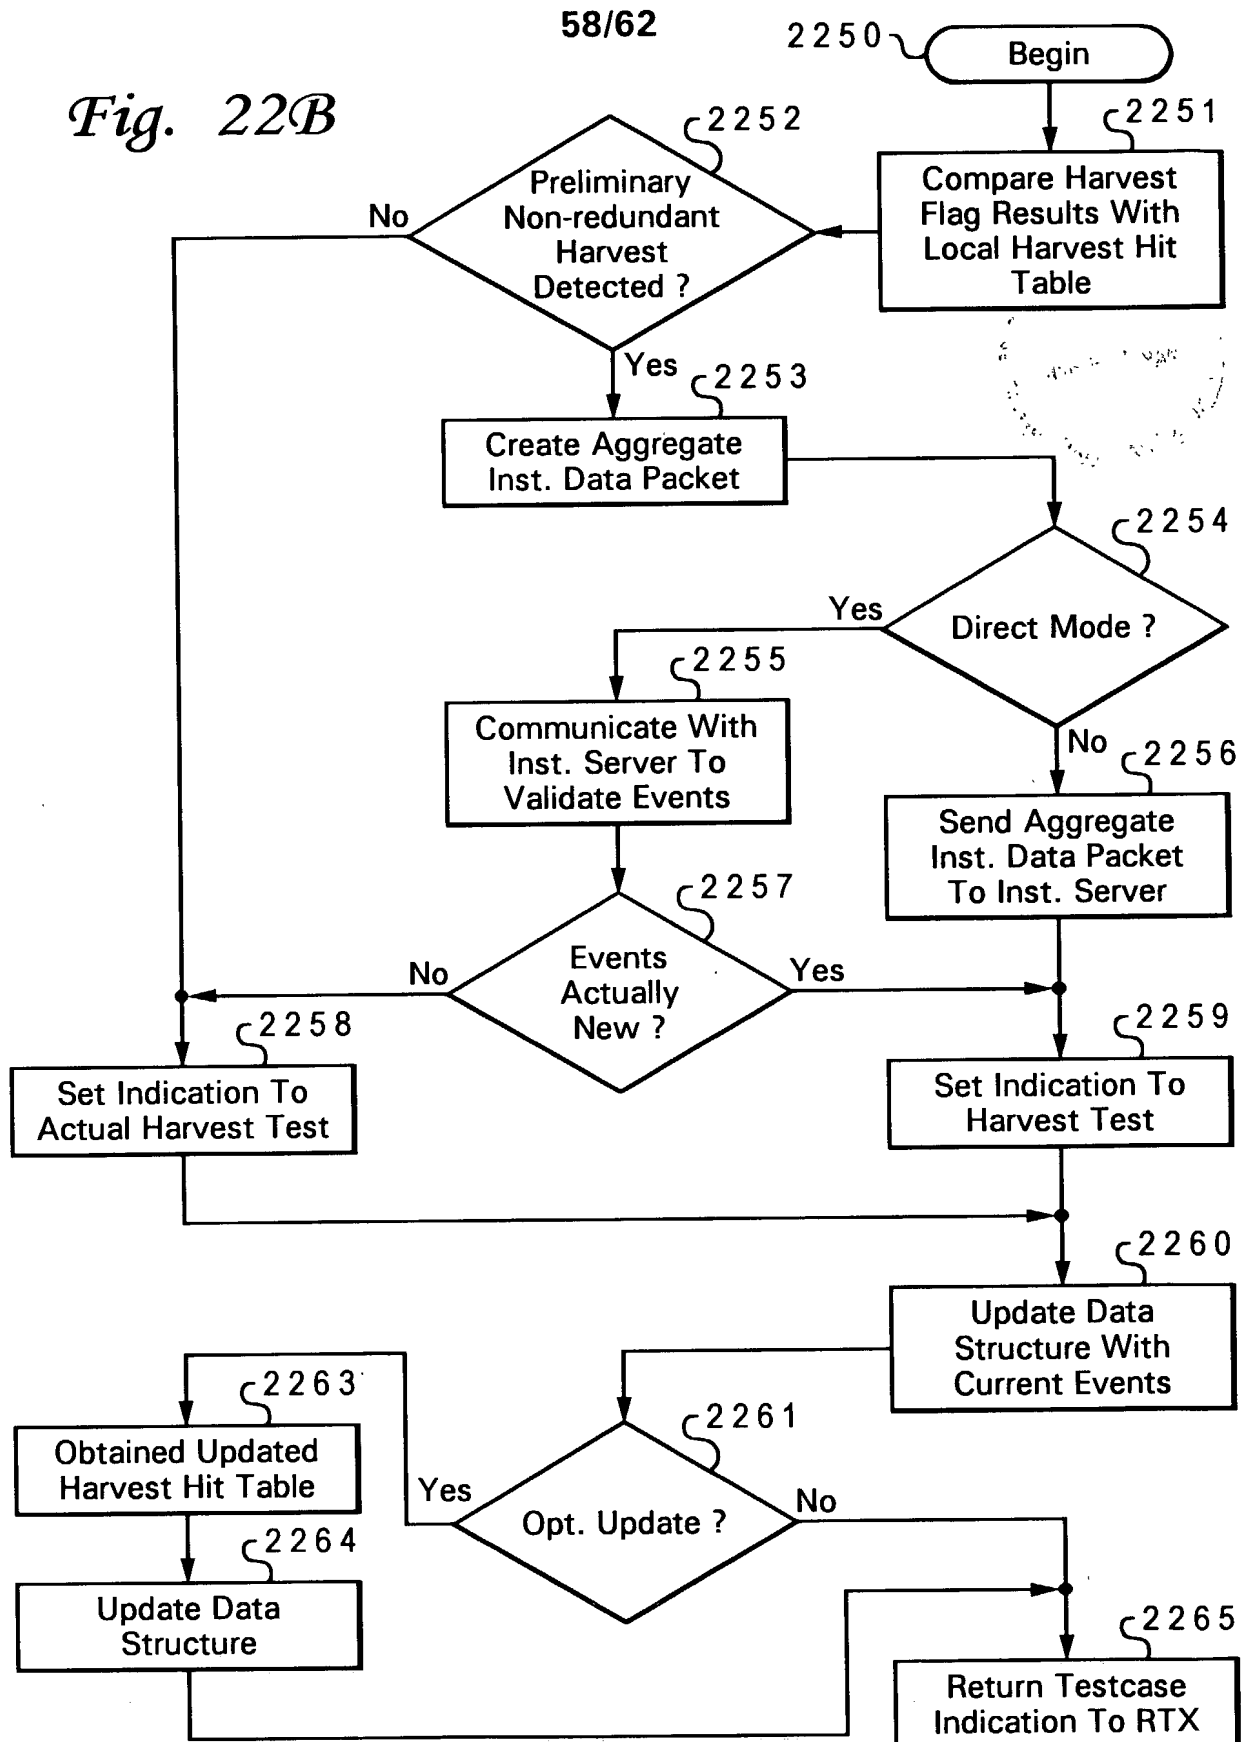 58/62
Fig. 22B
2250
Begin
2251
Compare Harvest
Flag Results With
Local Harvest Hit
Table
2252
Preliminary
Non-redundant
Harvest
Detected ?
No
Yes
2253
Create Aggregate
Inst. Data Packet
2254
Direct Mode ?
Yes
No
2255
Communicate With
Inst. Server To
Validate Events
2256
Send Aggregate
Inst. Data Packet
To Inst. Server
2257
Events
Actually
New ?
No
Yes
2258
Set Indication To
Actual Harvest Test
2259
Set Indication To
Harvest Test
2260
Update Data
Structure With
Current Events
2261
Opt. Update ?
Yes
No
2263
Obtained Updated
Harvest Hit Table
2264
Update Data
Structure
2265
Return Testcase
Indication To RTX